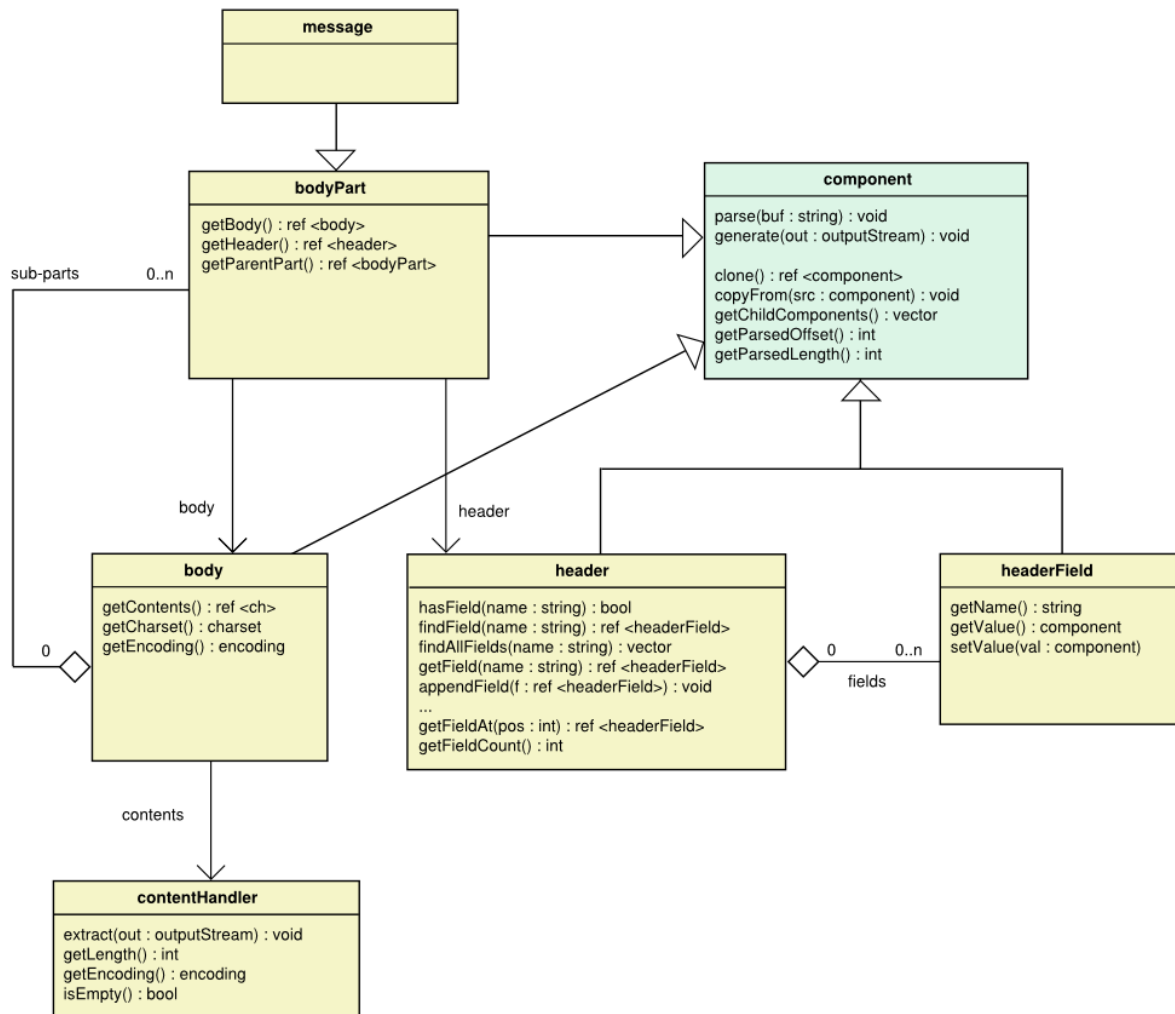 message
bodyPart
getBody() : ref <body>
getHeader() : ref <header>
getParentPart() : ref <bodyPart>
component
parse(buf : string) : void
generate(out : outputStream) : void
clone() : ref <component>
copyFrom(src : component) : void
getChildComponents() : vector
getParsedOffset() : int
getParsedLength() : int
sub-parts
0..n
body
header
body
getContents() : ref <ch>
getCharset() : charset
getEncoding() : encoding
0
header
hasField(name : string) : bool
findField(name : string) : ref <headerField>
findAllFields(name : string) : vector
getField(name : string) : ref <headerField>
appendField(f : ref <headerField>) : void
...
getFieldAt(pos : int) : ref <headerField>
getFieldCount() : int
0
0..n
fields
headerField
getName() : string
getValue() : component
setValue(val : component)
contents
contentHandler
extract(out : outputStream) : void
getLength() : int
getEncoding() : encoding
isEmpty() : bool